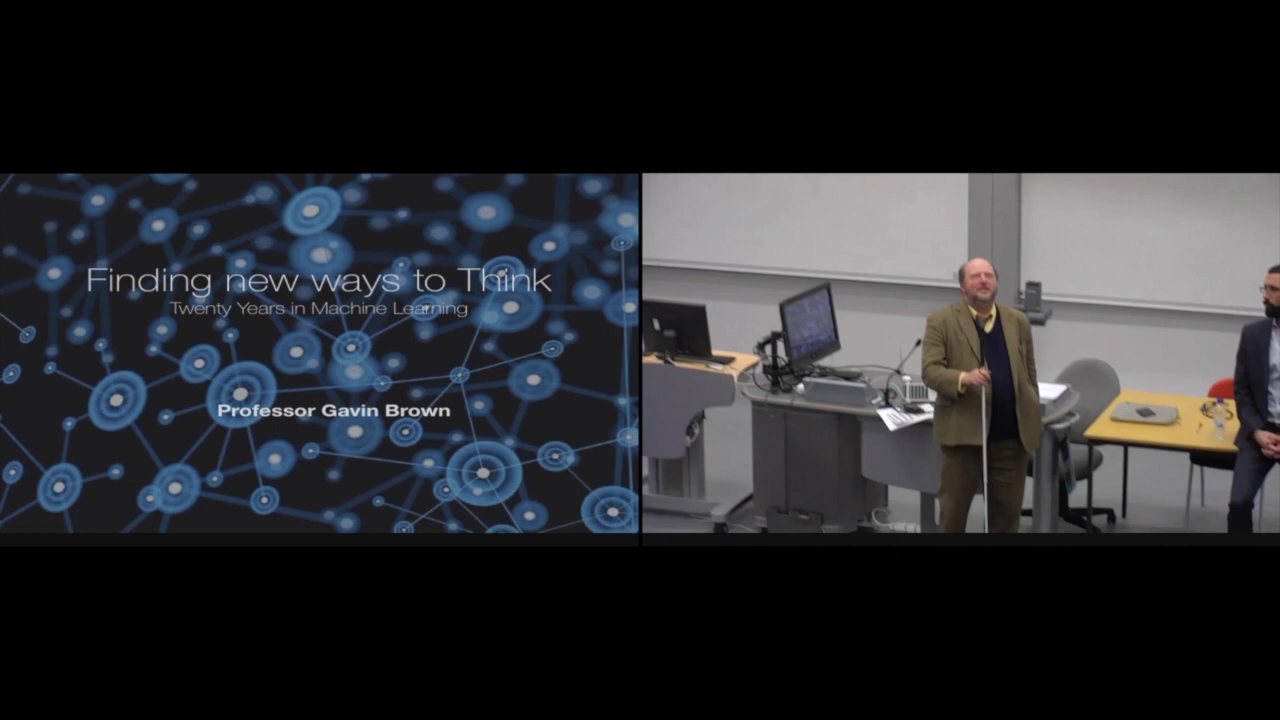 Finding new ways to Think
Twenty Years in Machine Learning
Professor Gavin Brown